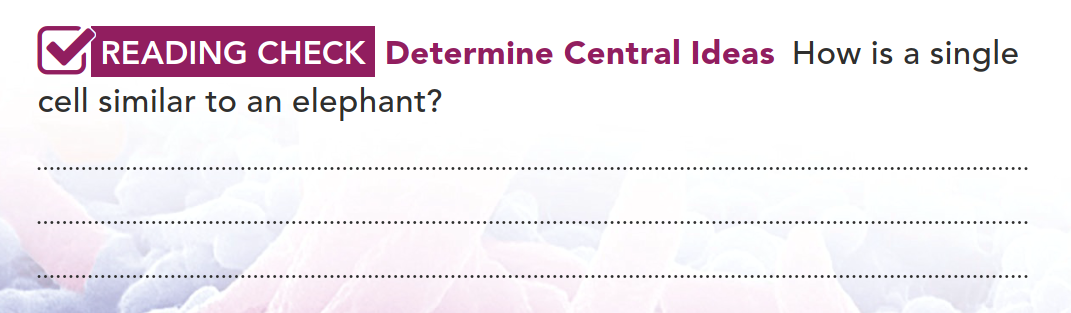 READING CHECK Determine Central Ideas How is a single
cell similar to an elephant?